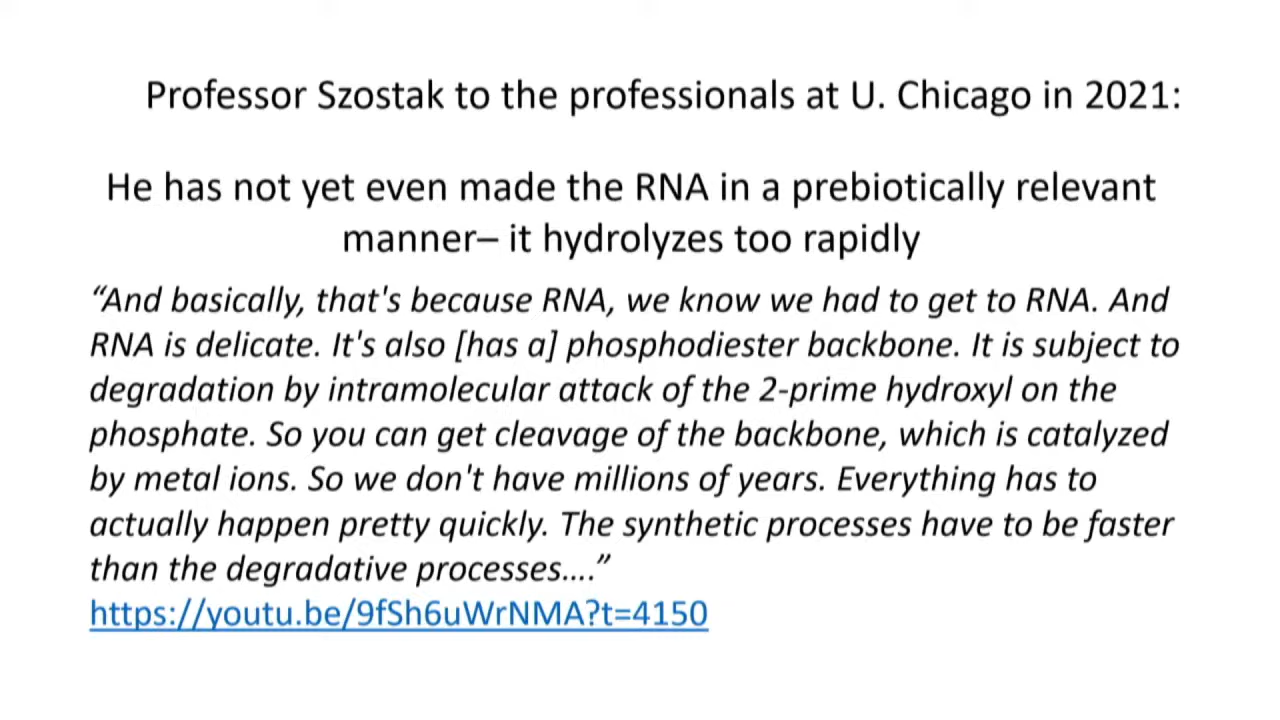 Professor Szostak to the professionals at U. Chicago in 2021:
He has not yet even made the RNA in a prebiotically relevant
manner– it hydrolyzes too rapidly
“And basically, that's because RNA, we know we had to get to RNA. And
RNA is delicate. It's also [has a] phosphodiester backbone. It is subject to
degradation by intramolecular attack of the 2-prime hydroxyl on the
phosphate. So you can get cleavage of the backbone, which is catalyzed
by metal ions. So we don't have millions of years. Everything has to
actually happen pretty quickly. The synthetic processes have to be faster
than the degradative processes….”
https://youtu.be/9fSh6uWrNMA?t=4150